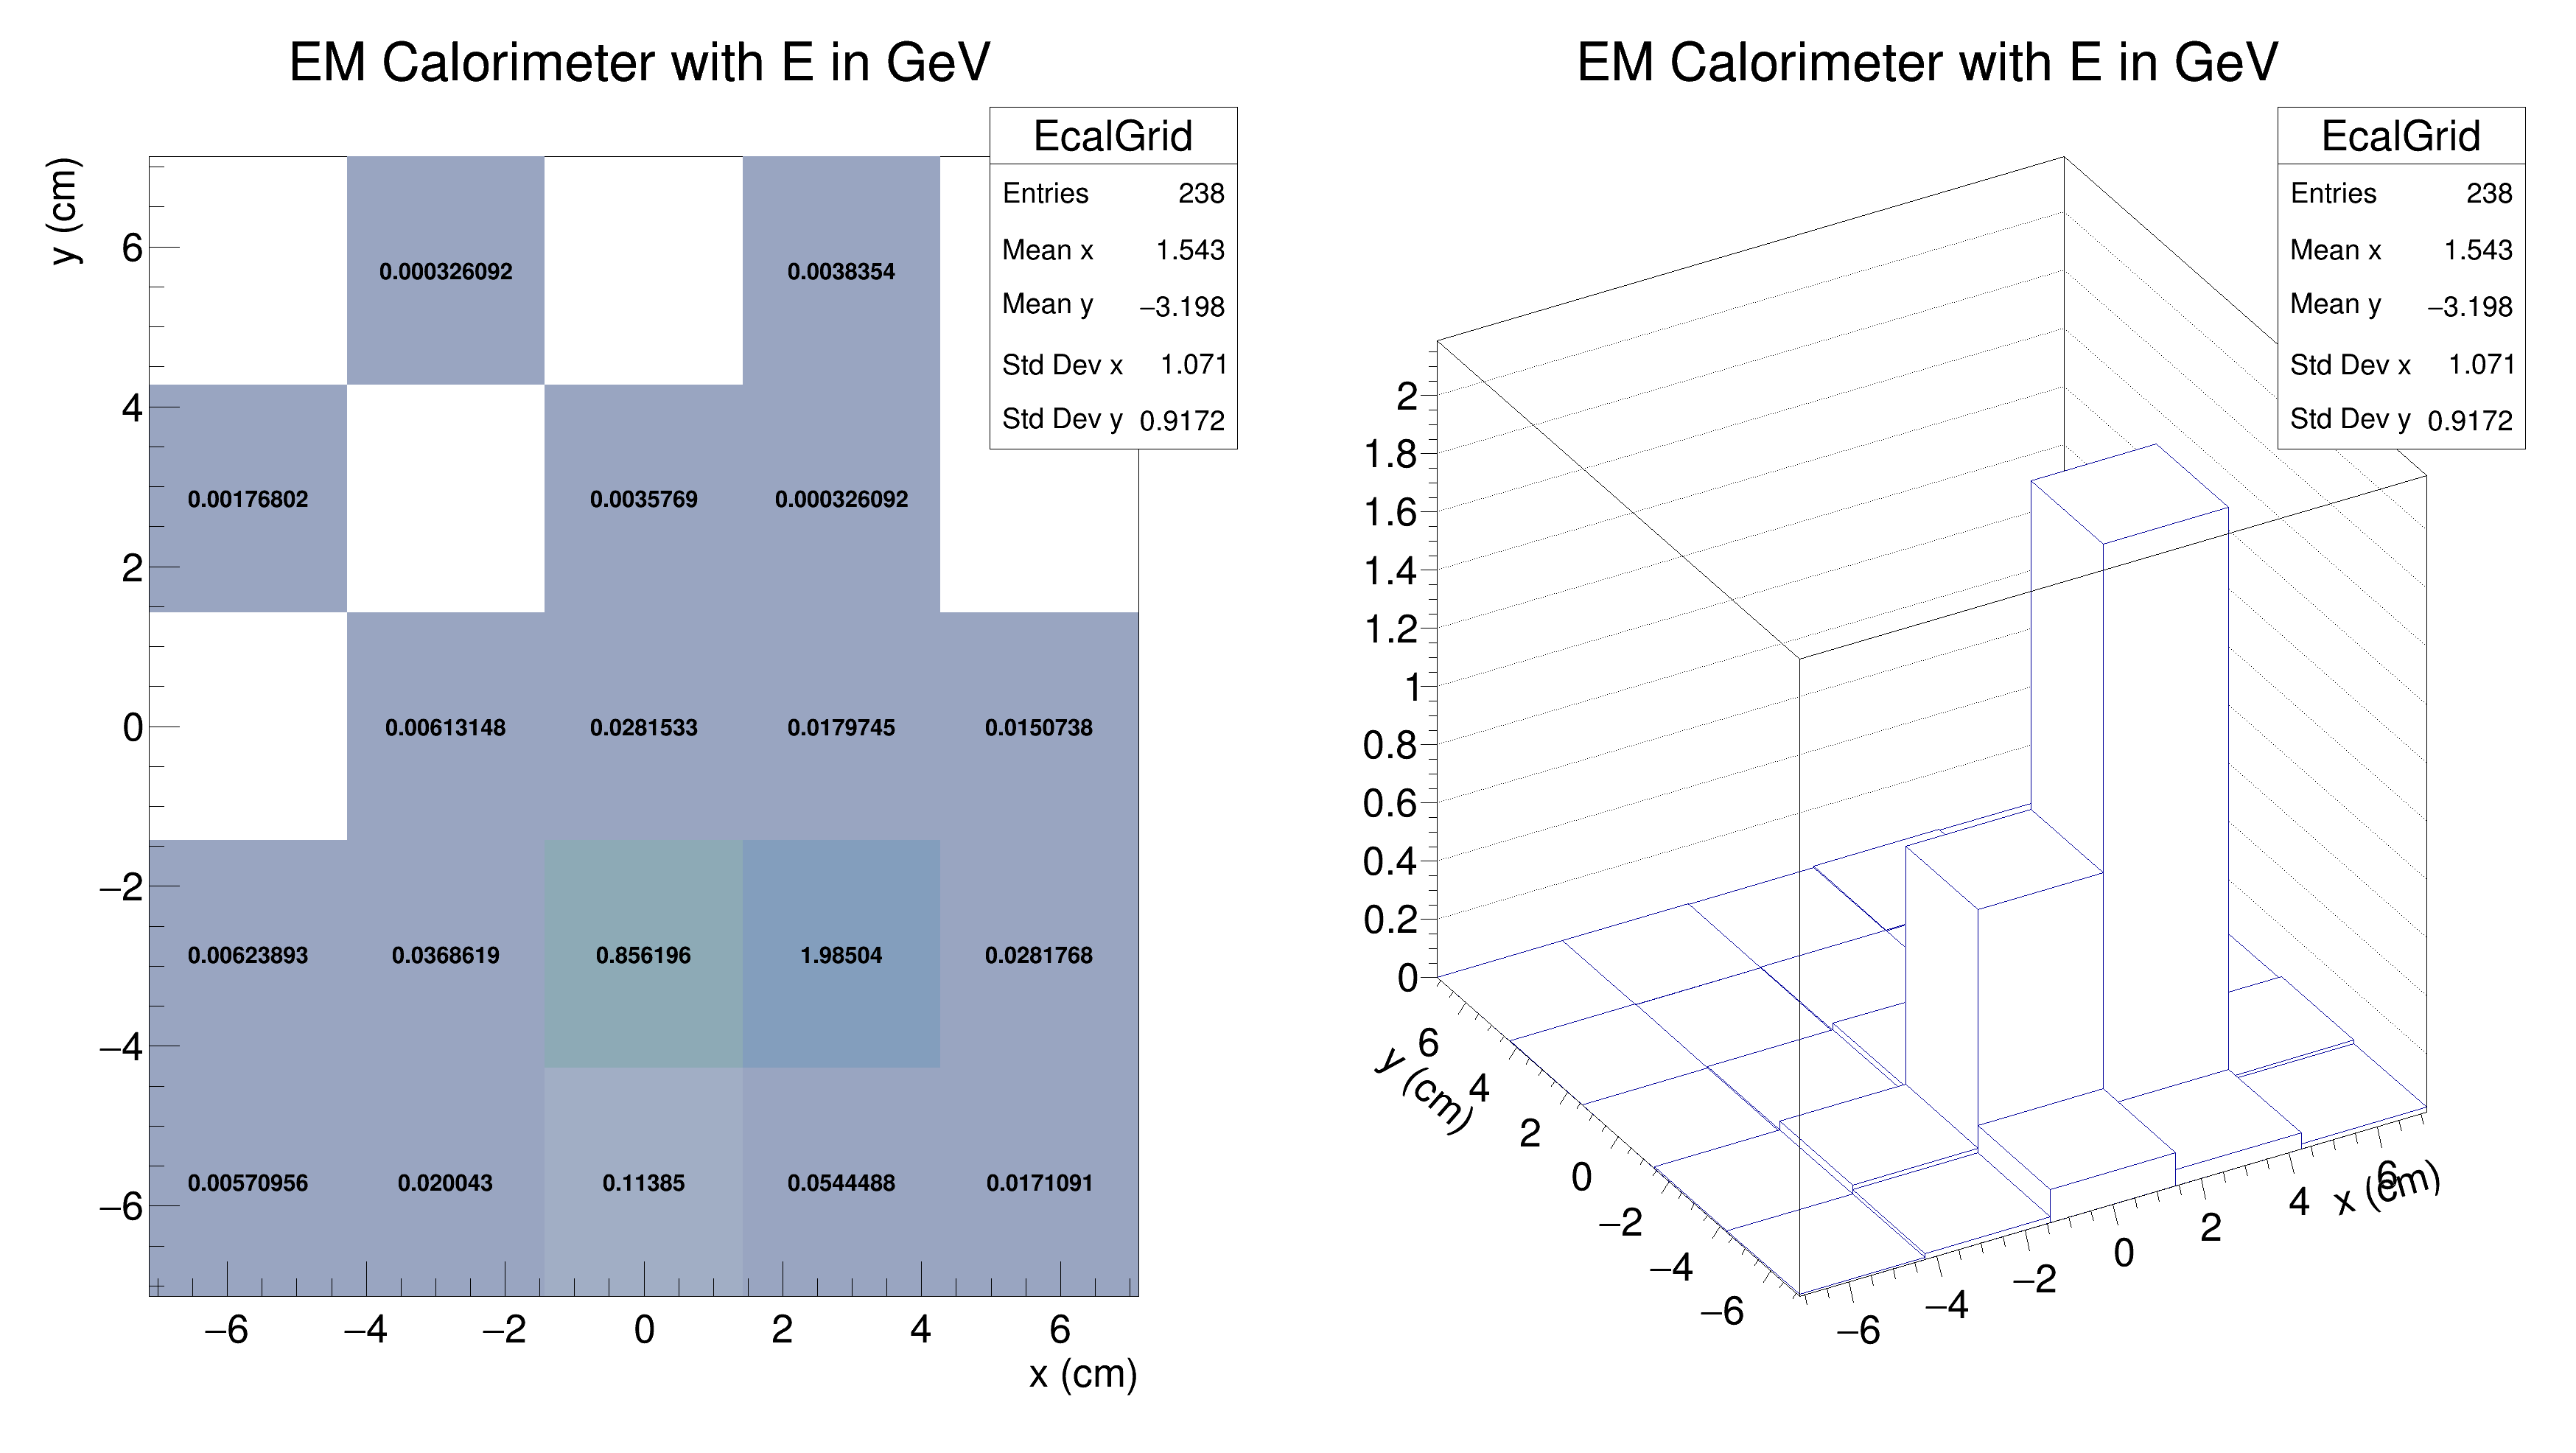 EM Calorimeter with E in GeV
EcalGrid
Entries 238
Mean x 1.543
Mean y −3.198
Std Dev x 1.071
Std Dev y 0.9172
y (cm)
6
4
2
0
−2
−4
−6
0.000326092 0.0038354
0.00176802 0.0035769 0.000326092
0.00613148 0.0281533 0.0179745 0.0150738
0.00623893 0.0368619 0.856196 1.98504 0.0281768
0.00570956 0.020043 0.11385 0.0544488 0.0171091
−6 −4 −2 0 2 4 6
x (cm)
EM Calorimeter with E in GeV
EcalGrid
Entries 238
Mean x 1.543
Mean y −3.198
Std Dev x 1.071
Std Dev y 0.9172
2
1.8
1.6
1.4
1.2
1
0.8
0.6
0.4
0.2
0
y (cm)
6
4
2
0
−2
−4
−6
−6
−4
−2
0
2
4
6
x (cm)